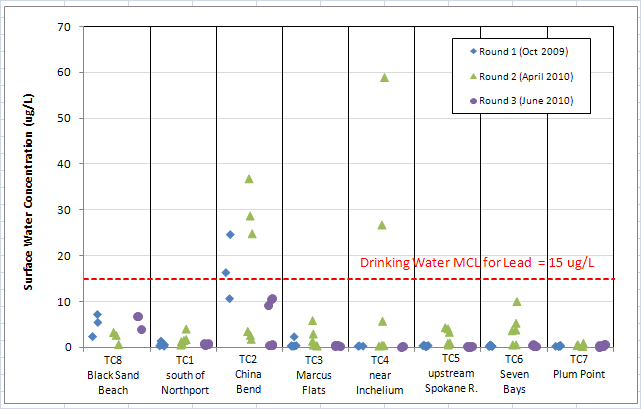 70
60
50
40
30
20
10
0
Surface Water Concentration (ug/L)
Round 1 (Oct 2009)
Round 2 (April 2010)
Round 3 (June 2010)
Drinking Water MCL for Lead = 15 ug/L
TC8
Black Sand
Beach
TC1
south of
Northport
TC2
China
Bend
TC3
Marcus
Flats
TC4
near
Inchelium
TC5
upstream
Spokane R.
TC6
Seven
Bays
TC7
Plum Point